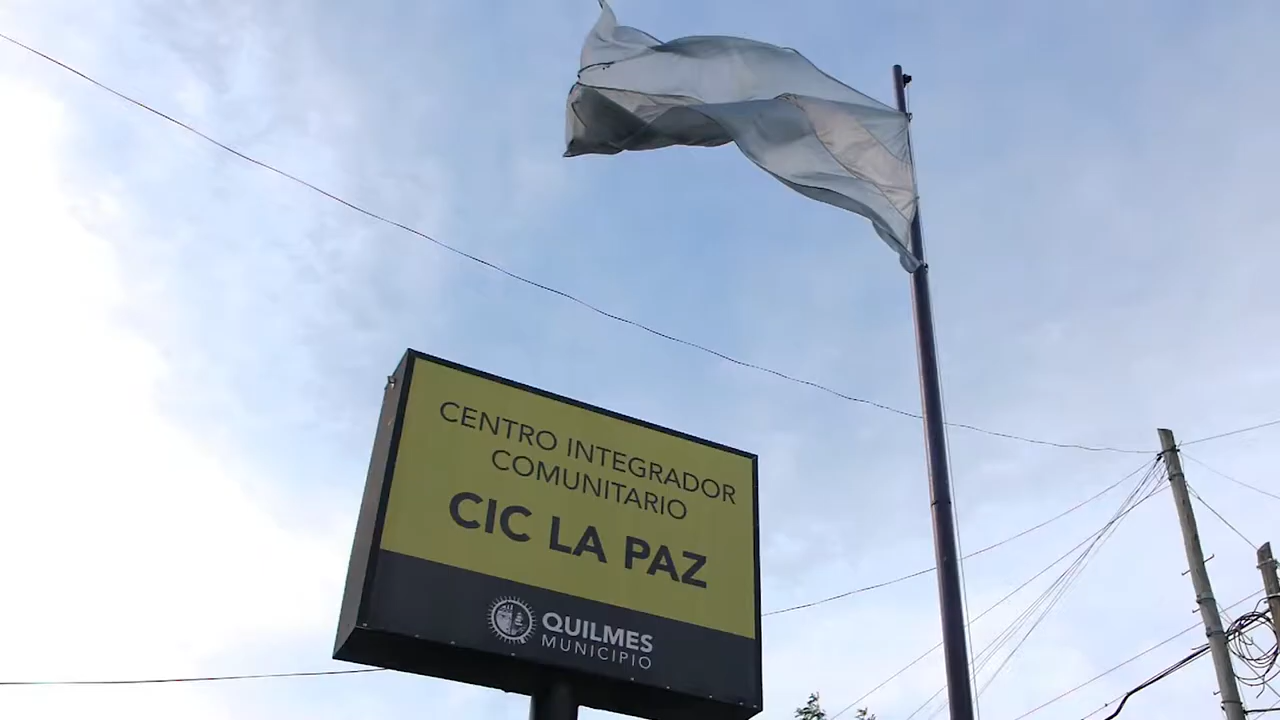 CENTRO INTEGRADOR
COMUNITARIO
CIC LA PAZ
QUILMES
MUNICIPIO